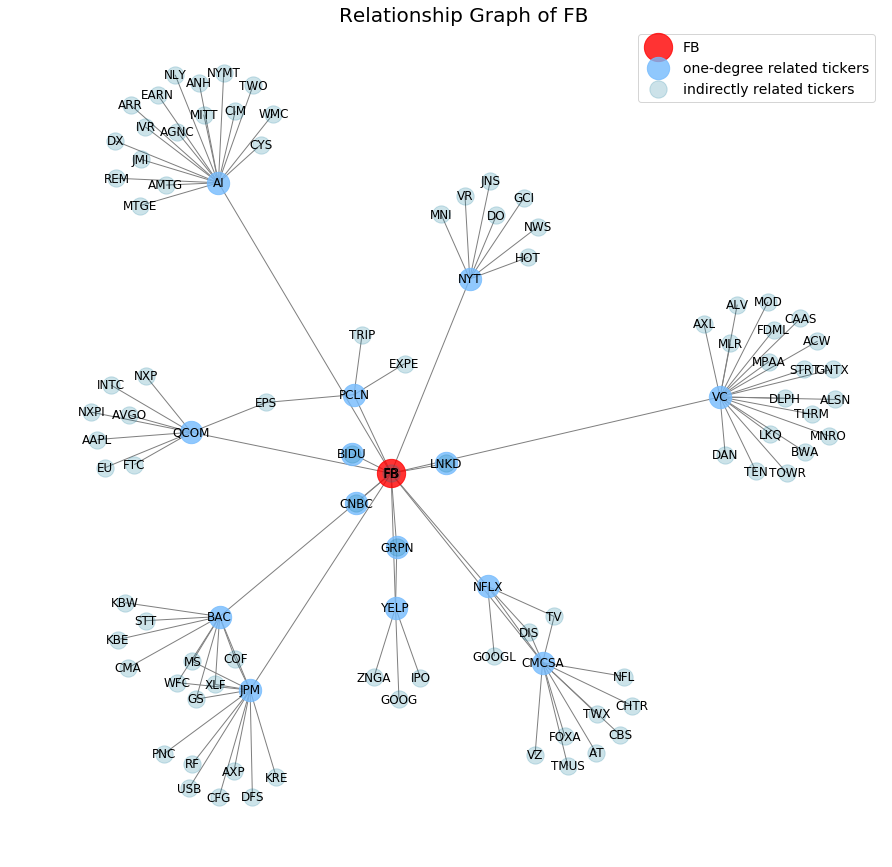 Relationship Graph of FB
FB
one-degree related tickers
indirectly related tickers
NLY
ANH
NYMT
TWO
EARN
ARR
MITT
CIM
WMC
IVR
AGNC
DX
CYS
JMI
REM
AMTG
AI
MTGE
JNS
VR
GCI
MNI
DO
NWS
HOT
NYT
ALV
MOD
AXL
FDML
CAAS
MLR
ACW
MPAA
STRT
GNTX
VC
DLPH
ALSN
THRM
LKQ
MNRO
DAN
BWA
TEN
TOWR
TRIP
EXPE
PCLN
EPS
NXP
INTC
NXPI
AVGO
QCOM
AAPL
EU
FTC
BIDU
FB
LNKD
CNBC
GRPN
NFLX
YELP
TV
DIS
GOOGL
CMCSA
ZNGA
IPO
GOOG
NFL
CHTR
TWX
CBS
FOXA
VZ
AT
TMUS
KBW
STT
BAC
KBE
CMA
MS
COF
WFC
XLF
GS
JPM
PNC
RF
AXP
KRE
USB
CFG
DFS